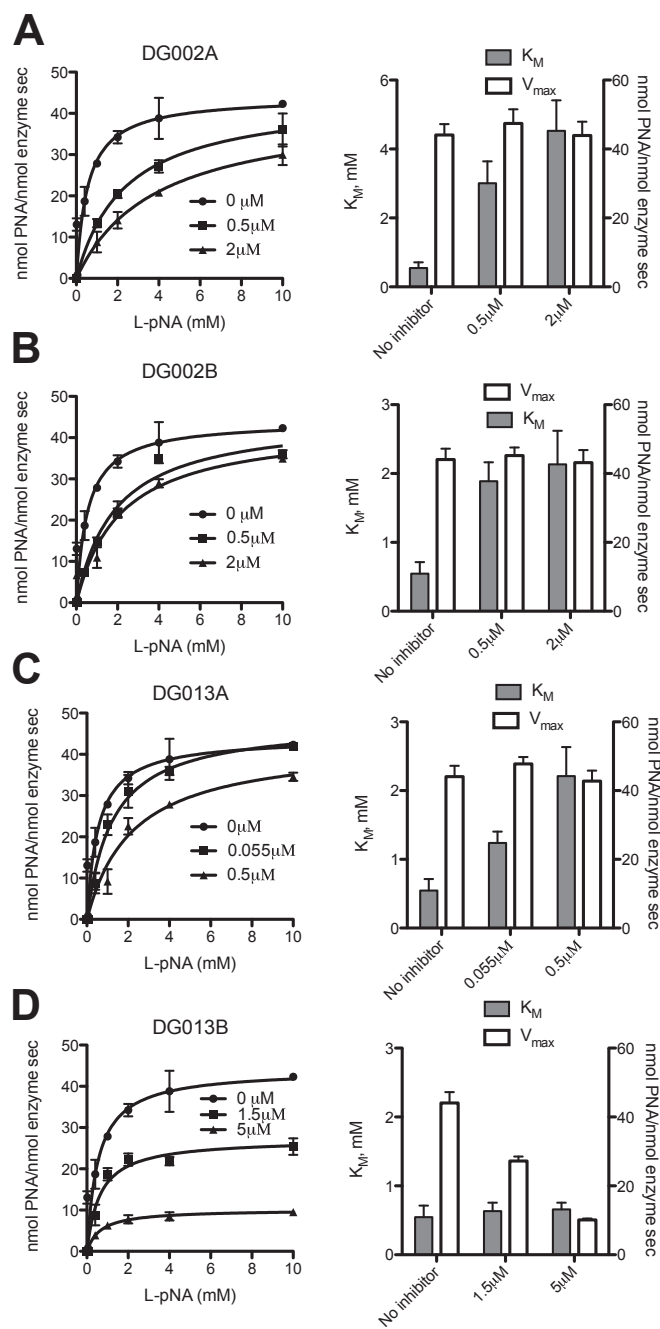 A
DG002A
nmol PNA/nmol enzyme sec
50
40
30
20
10
0
0 μM
0.5μM
2μM
0 2 4 6 8 10
L-pNA (mM)
K_M
V_max
K_M, mM
6
4
2
0
nmol PNA/nmol enzyme sec
60
40
20
0
No inhibitor
0.5μM
2μM
B
DG002B
nmol PNA/nmol enzyme sec
50
40
30
20
10
0
0 μM
0.5μM
2μM
0 2 4 6 8 10
L-pNA (mM)
V_max
K_M
K_M, mM
3
2
1
0
nmol PNA/nmol enzyme sec
60
40
20
0
No inhibitor
0.5μM
2μM
C
DG013A
nmol PNA/nmol enzyme sec
50
40
30
20
10
0
0μM
0.055μM
0.5μM
0 2 4 6 8 10
L-pNA (mM)
K_M
V_max
K_M, mM
3
2
1
0
nmol PNA/nmol enzyme sec
60
40
20
0
No inhibitor
0.055μM
0.5μM
D
DG013B
nmol PNA/nmol enzyme sec
60
40
20
0
0 μM
1.5μM
5μM
0 2 4 6 8 10
L-pNA (mM)
K_M
V_max
K_M, mM
3
2
1
0
nmol PNA/nmol enzyme sec
60
40
20
0
No inhibitor
1.5μM
5μM